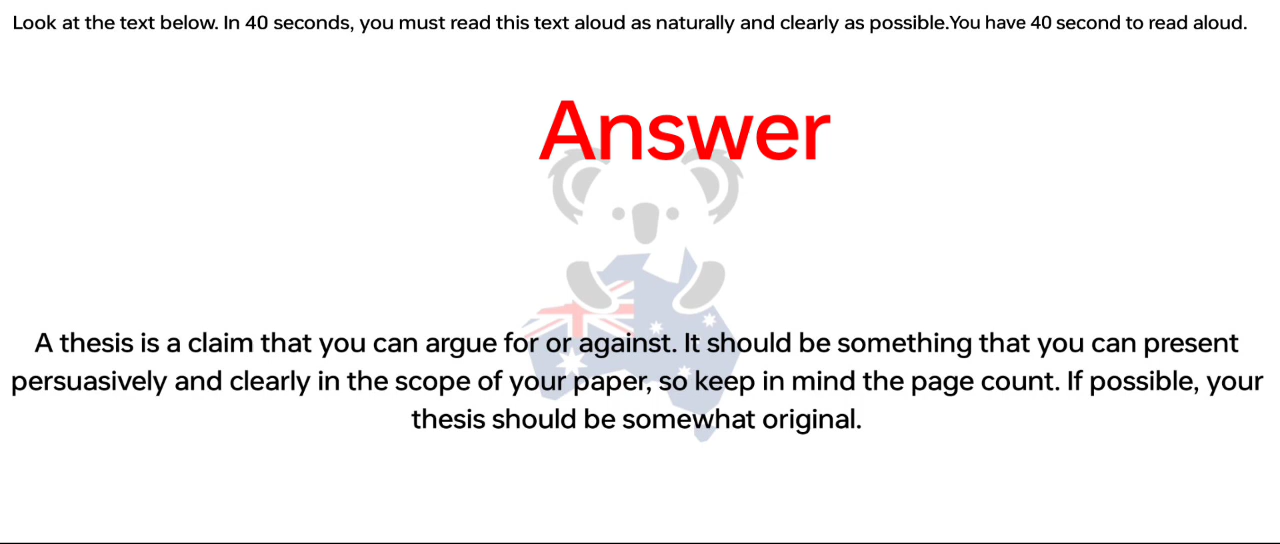 Look at the text below. In 40 seconds, you must read this text aloud as naturally and clearly as possible.You have 40 second to read aloud.
Answer
A thesis is a claim that you can argue for or against. It should be something that you can present
persuasively and clearly in the scope of your paper, so keep in mind the page count. If possible, your
thesis should be somewhat original.